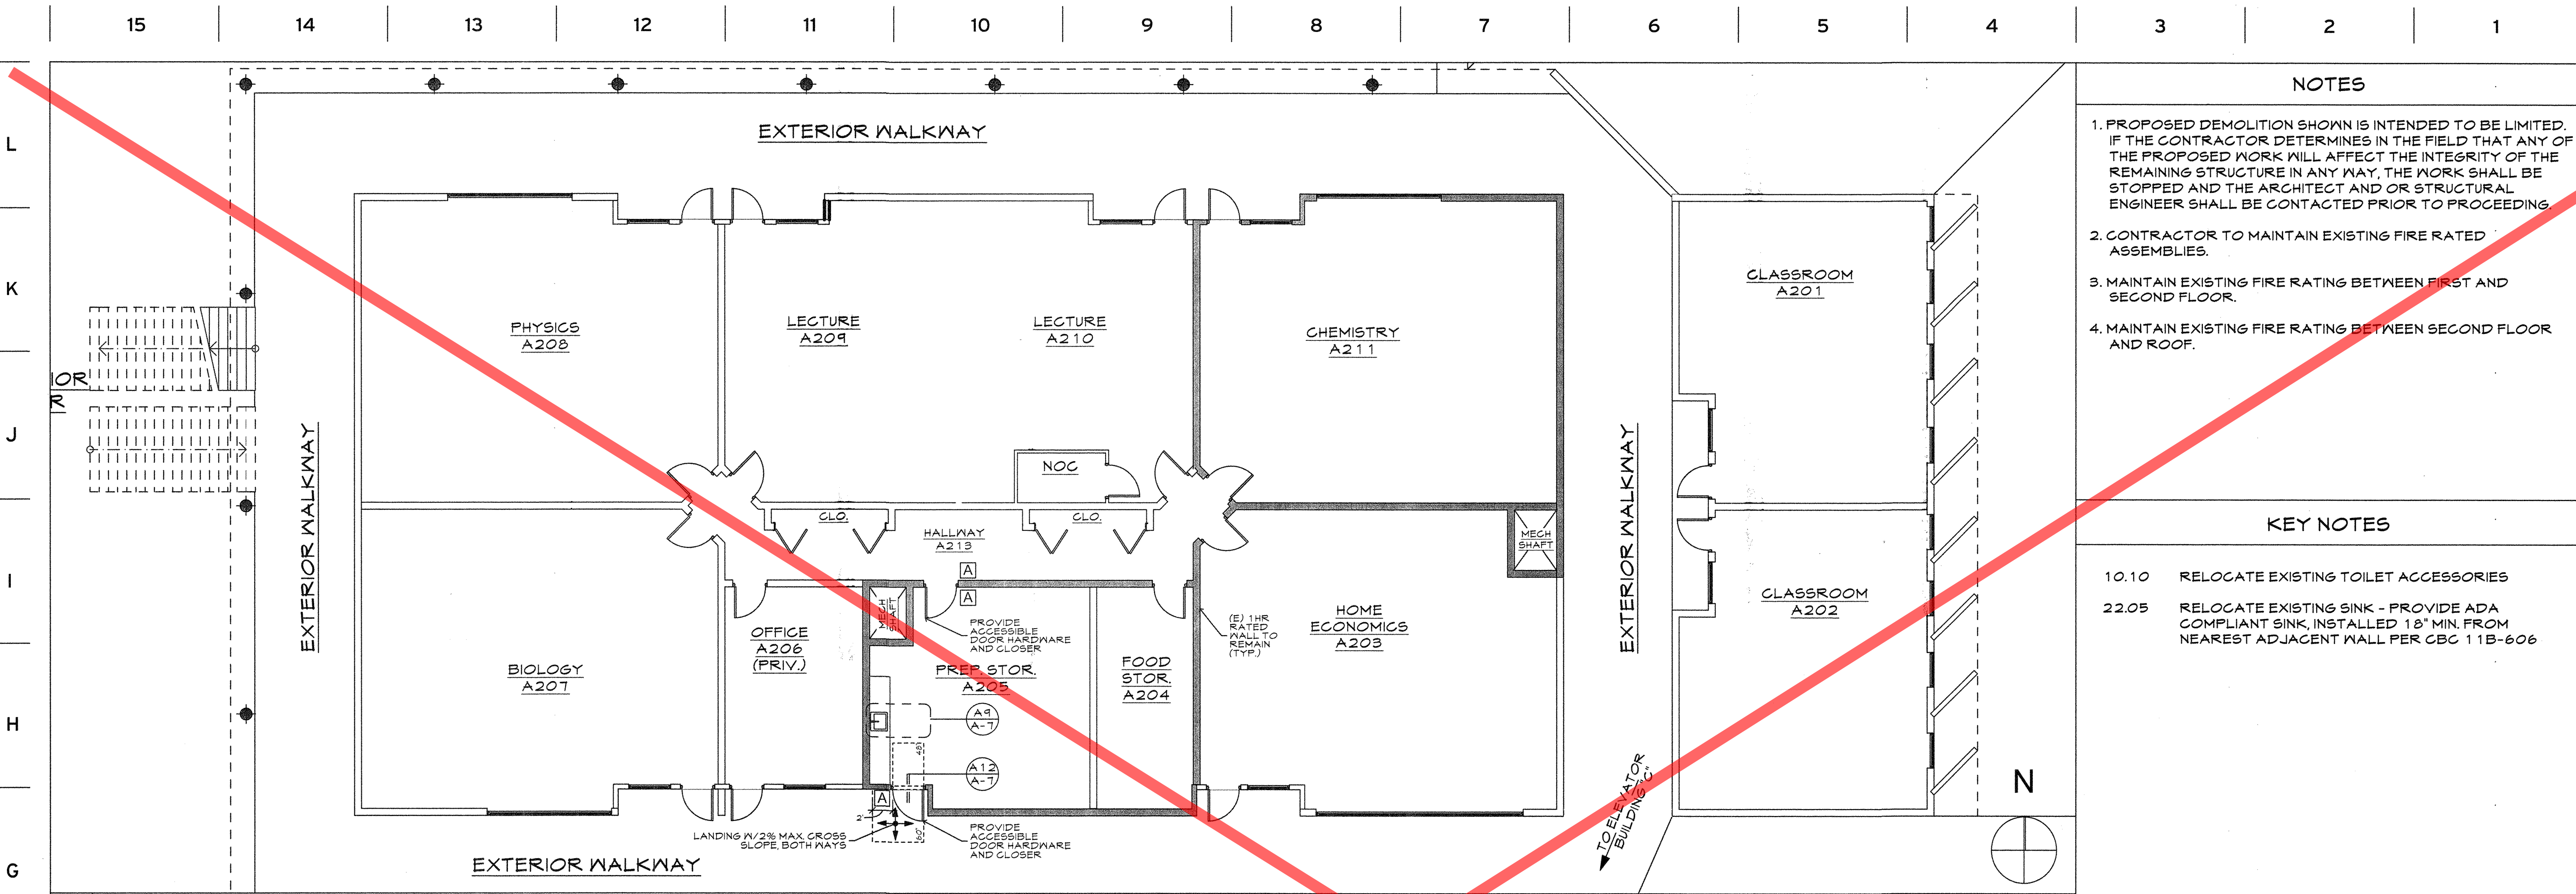 15 14 13 12 11 10 9 8 7 6 5 4 3 2 1
L
K
J
I
H
G
EXTERIOR WALKWAY
PHYSICS
A208
LECTURE
A209
LECTURE
A210
CHEMISTRY
A211
CLASSROOM
A201
IOR
R
EXTERIOR WALKWAY
NOC
EXTERIOR WALKWAY
CLO.
CLO.
HALLWAY
A213
MECH
SHAFT
A
A
MECH
SHAFT
PROVIDE
ACCESSIBLE
DOOR HARDWARE
AND CLOSER
(E) 1HR
RATED
WALL TO
REMAIN
(TYP.)
OFFICE
A206
(PRIV.)
HOME
ECONOMICS
A203
CLASSROOM
A202
BIOLOGY
A207
PREP. STOR.
A205
FOOD
STOR.
A204
A9
A-7
48"
A12
A-7
A
2'
60"
LANDING W/2% MAX. CROSS
SLOPE, BOTH WAYS
PROVIDE
ACCESSIBLE
DOOR HARDWARE
AND CLOSER
EXTERIOR WALKWAY
TO ELEVATOR
BUILDING "C"
N
NOTES
1. PROPOSED DEMOLITION SHOWN IS INTENDED TO BE LIMITED.
IF THE CONTRACTOR DETERMINES IN THE FIELD THAT ANY OF
THE PROPOSED WORK WILL AFFECT THE INTEGRITY OF THE
REMAINING STRUCTURE IN ANY WAY, THE WORK SHALL BE
STOPPED AND THE ARCHITECT AND OR STRUCTURAL
ENGINEER SHALL BE CONTACTED PRIOR TO PROCEEDING.
2. CONTRACTOR TO MAINTAIN EXISTING FIRE RATED
ASSEMBLIES.
3. MAINTAIN EXISTING FIRE RATING BETWEEN FIRST AND
SECOND FLOOR.
4. MAINTAIN EXISTING FIRE RATING BETWEEN SECOND FLOOR
AND ROOF.
KEY NOTES
10.10 RELOCATE EXISTING TOILET ACCESSORIES
22.05 RELOCATE EXISTING SINK - PROVIDE ADA
COMPLIANT SINK, INSTALLED 18" MIN. FROM
NEAREST ADJACENT WALL PER CBC 11B-606